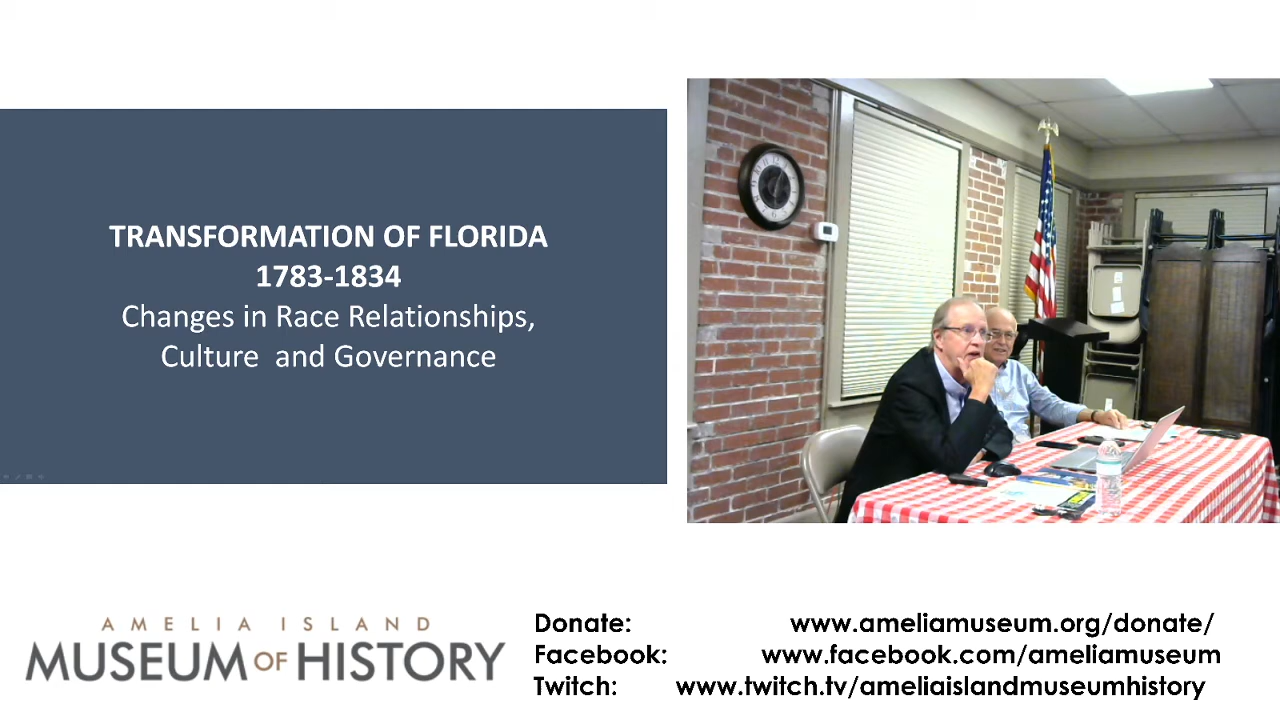 TRANSFORMATION OF FLORIDA
1783-1834
Changes in Race Relationships,
Culture and Governance
AMELIA ISLAND
MUSEUM OF HISTORY
Donate: www.ameliamuseum.org/donate/
Facebook: www.facebook.com/ameliamuseum
Twitch: www.twitch.tv/ameliaislandmuseumhistory